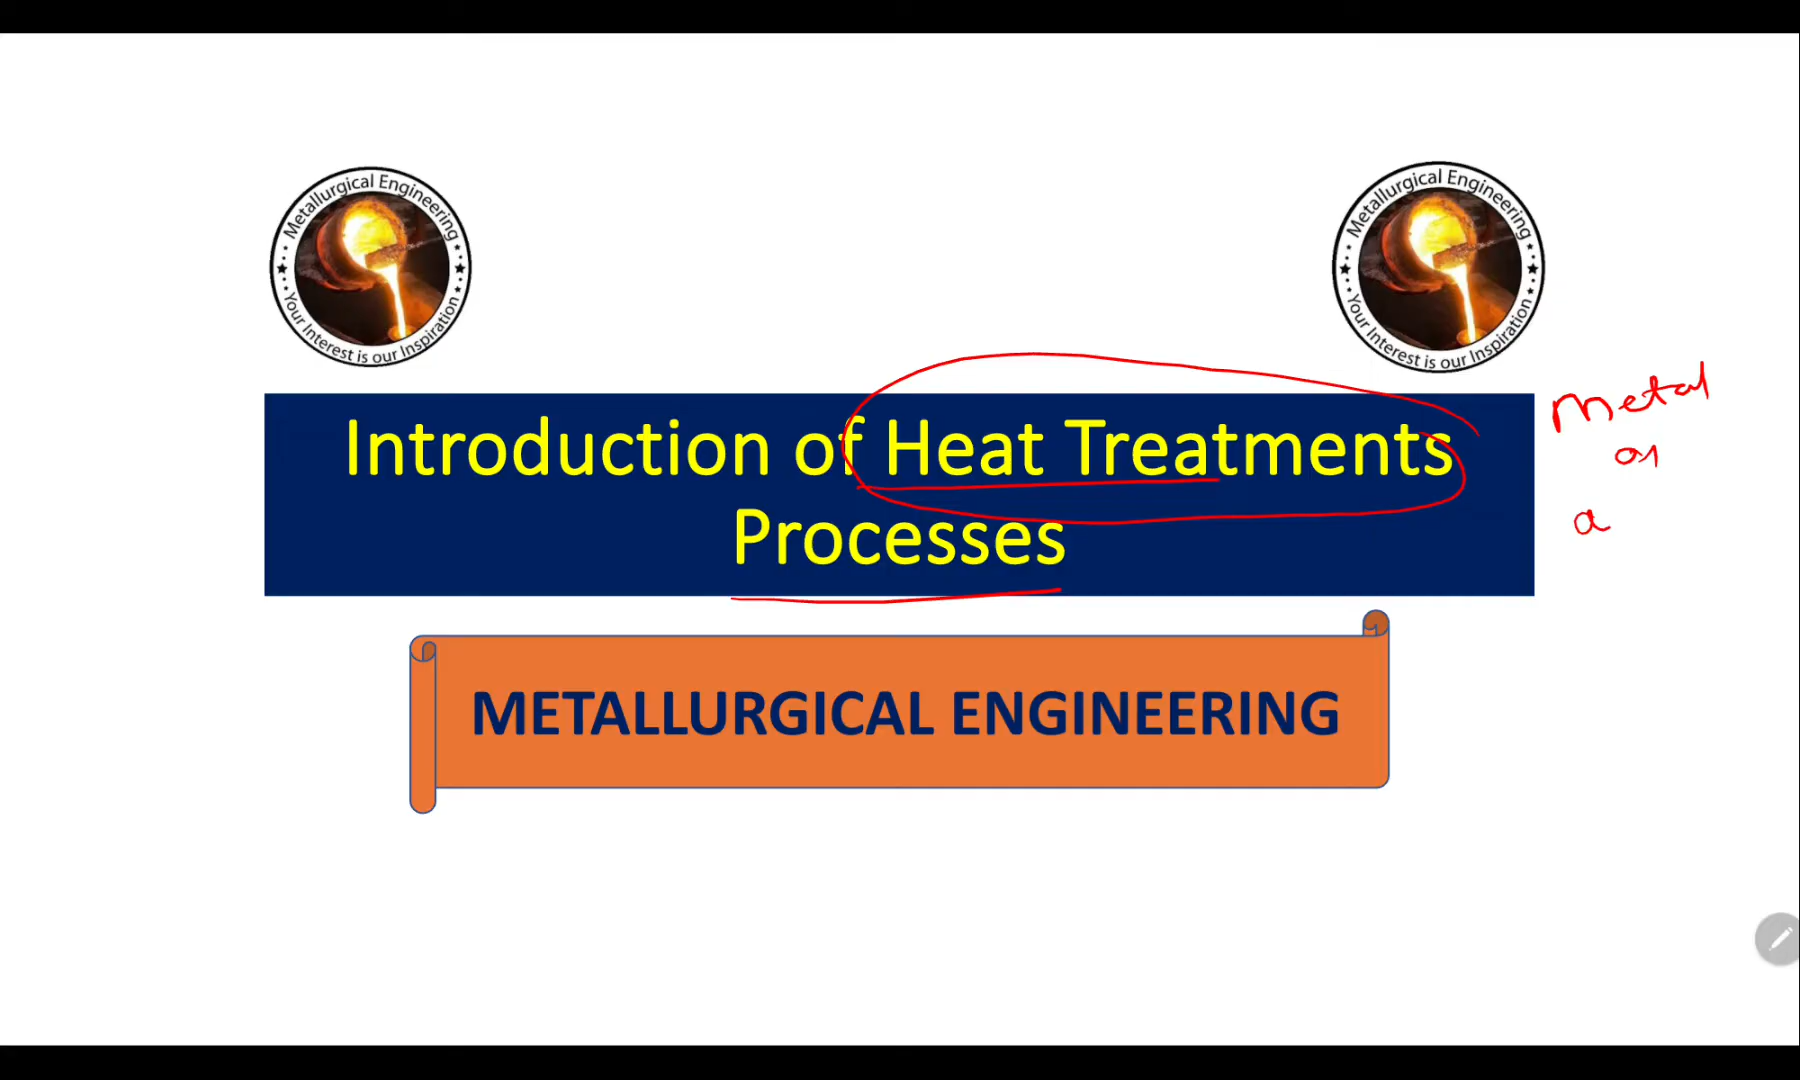 Metallurgical Engineering
Your Interest is our Inspiration
Metallurgical Engineering
Your Interest is our Inspiration
Introduction of Heat Treatments
Processes
Metal
or
a
METALLURGICAL ENGINEERING